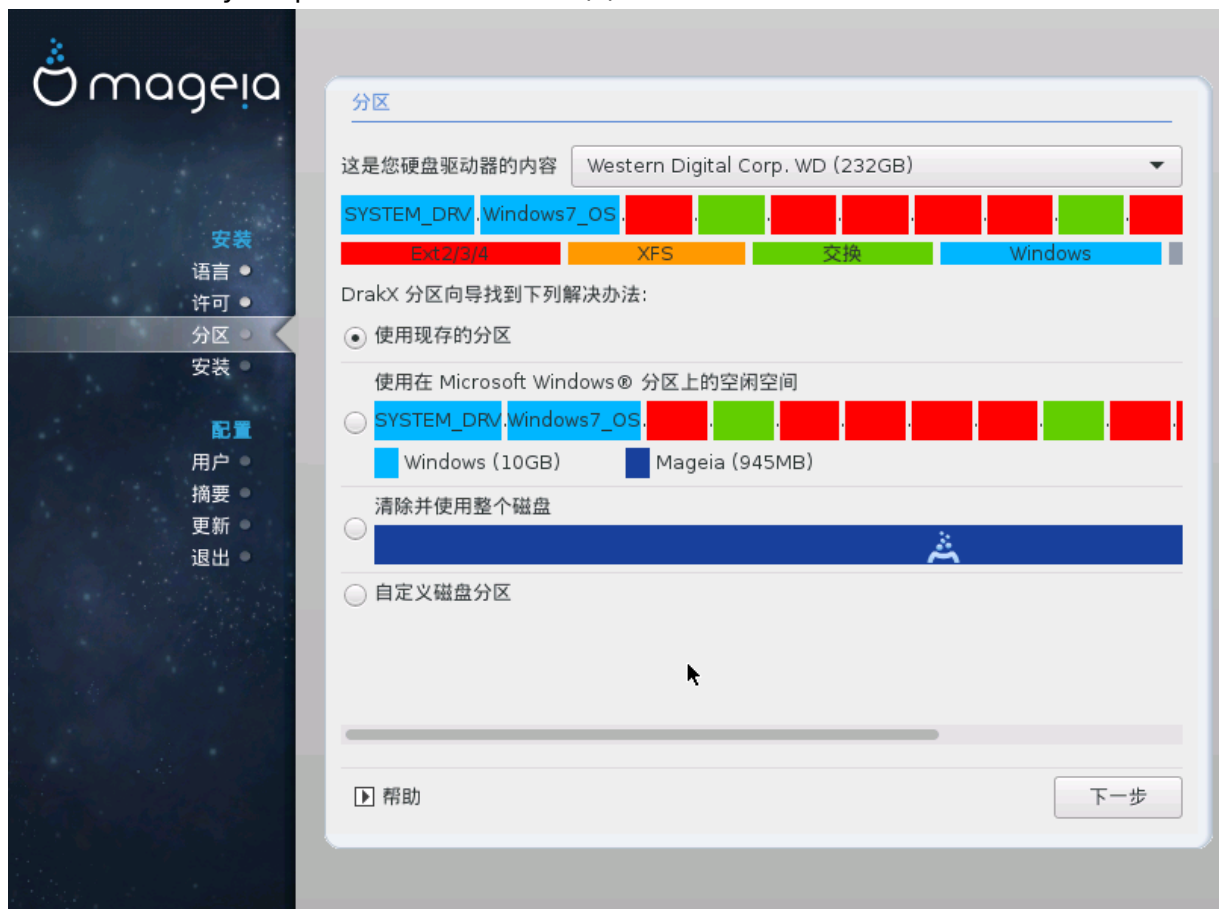 mageia
安装
语言
许可
分区
安装
配置
用户
摘要
更新
退出
分区
这是您硬盘驱动器的内容 Western Digital Corp. WD (232GB)
SYSTEM_DRV Windows7_OS
Ext2/3/4 XFS 交换 Windows
DrakX 分区向导找到下列解决办法:
使用现存的分区
使用在 Microsoft Windows® 分区上的空闲空间
SYSTEM_DRV Windows7_OS
Windows (10GB) Mageia (945MB)
清除并使用整个磁盘
自定义磁盘分区
帮助 下一步